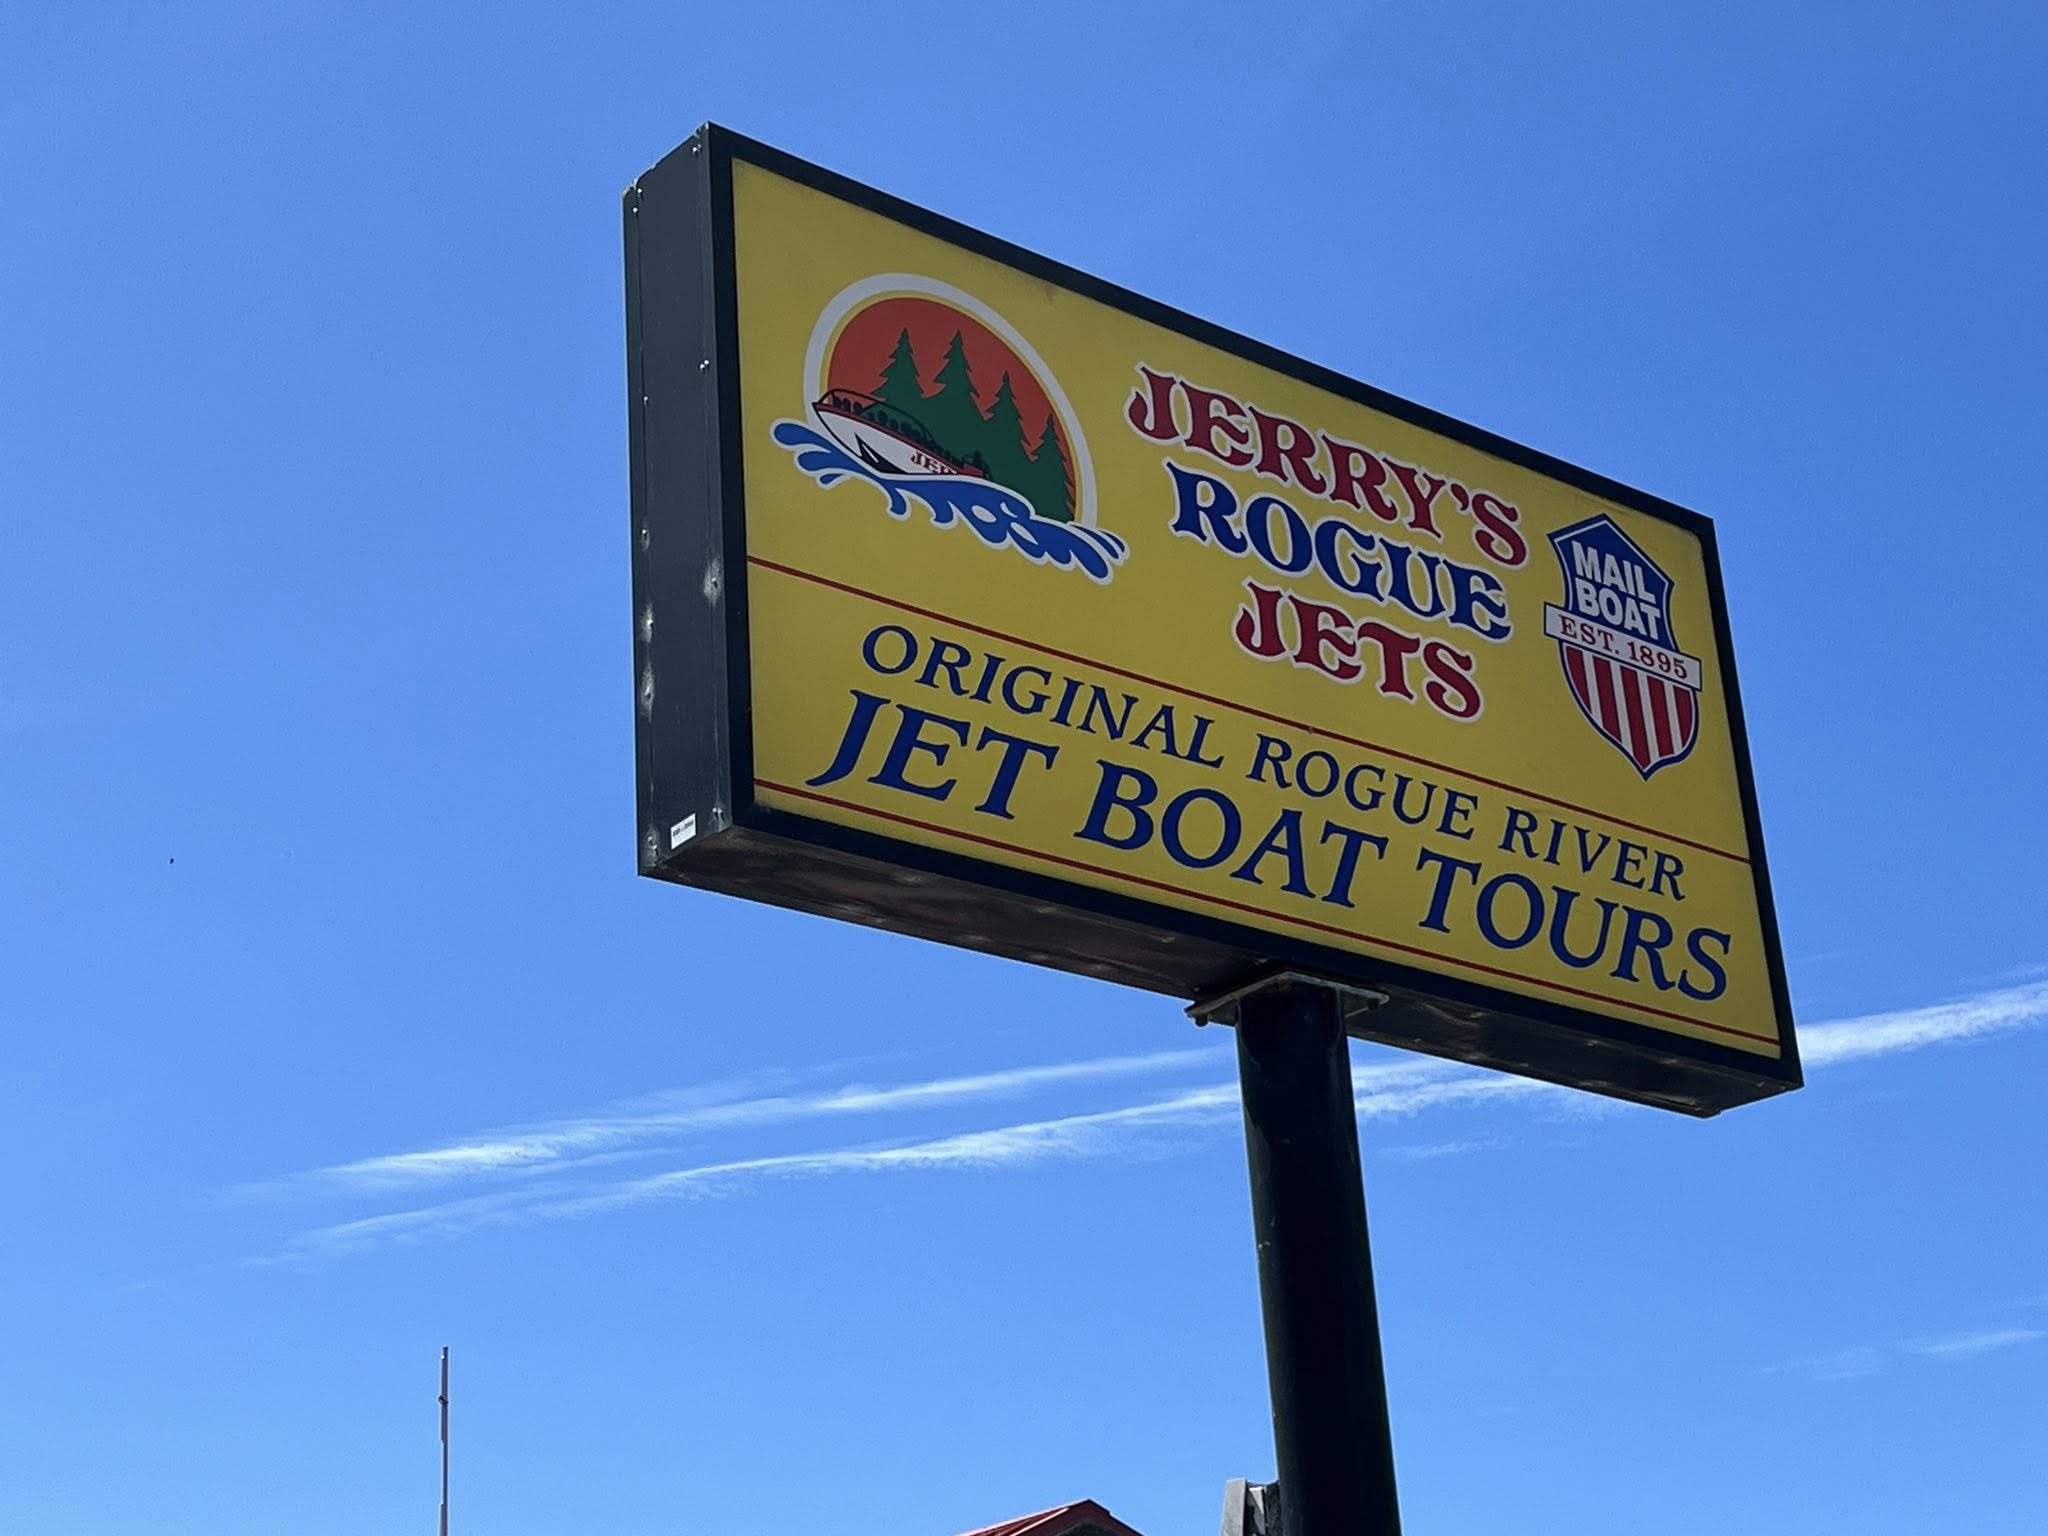 JERRY'S
ROGUE
JETS
MAIL
BOAT
EST. 1895
ORIGINAL ROGUE RIVER
JET BOAT TOURS